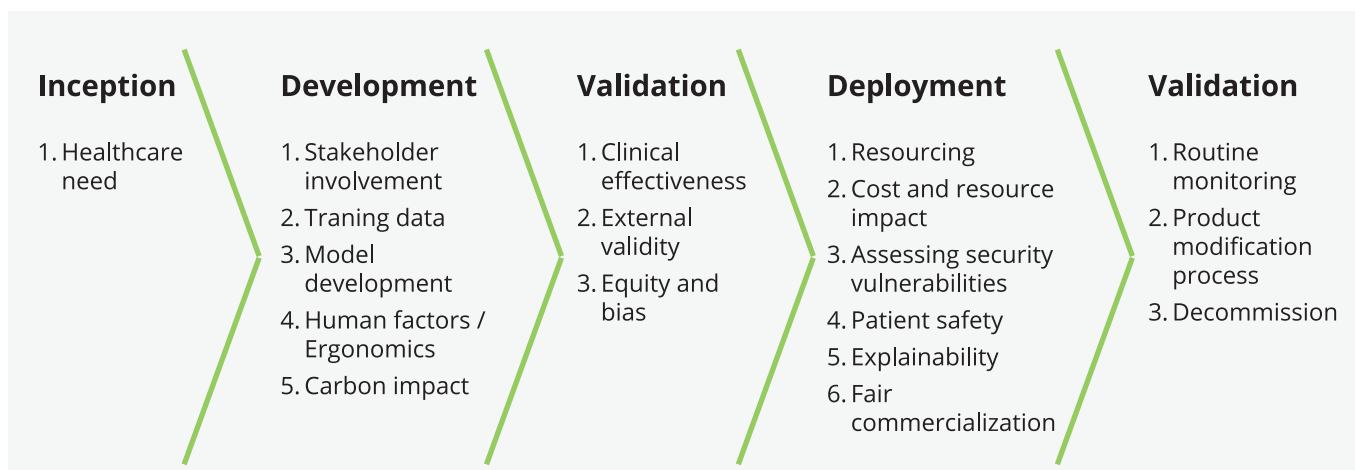 Inception
1. Healthcare
need
Development
1. Stakeholder
involvement
2. Traning data
3. Model
development
4. Human factors /
Ergonomics
5. Carbon impact
Validation
1. Clinical
effectiveness
2. External
validity
3. Equity and
bias
Deployment
1. Resourcing
2. Cost and resource
impact
3. Assessing security
vulnerabilities
4. Patient safety
5. Explainability
6. Fair
commercialization
Validation
1. Routine
monitoring
2. Product
modification
process
3. Decommission